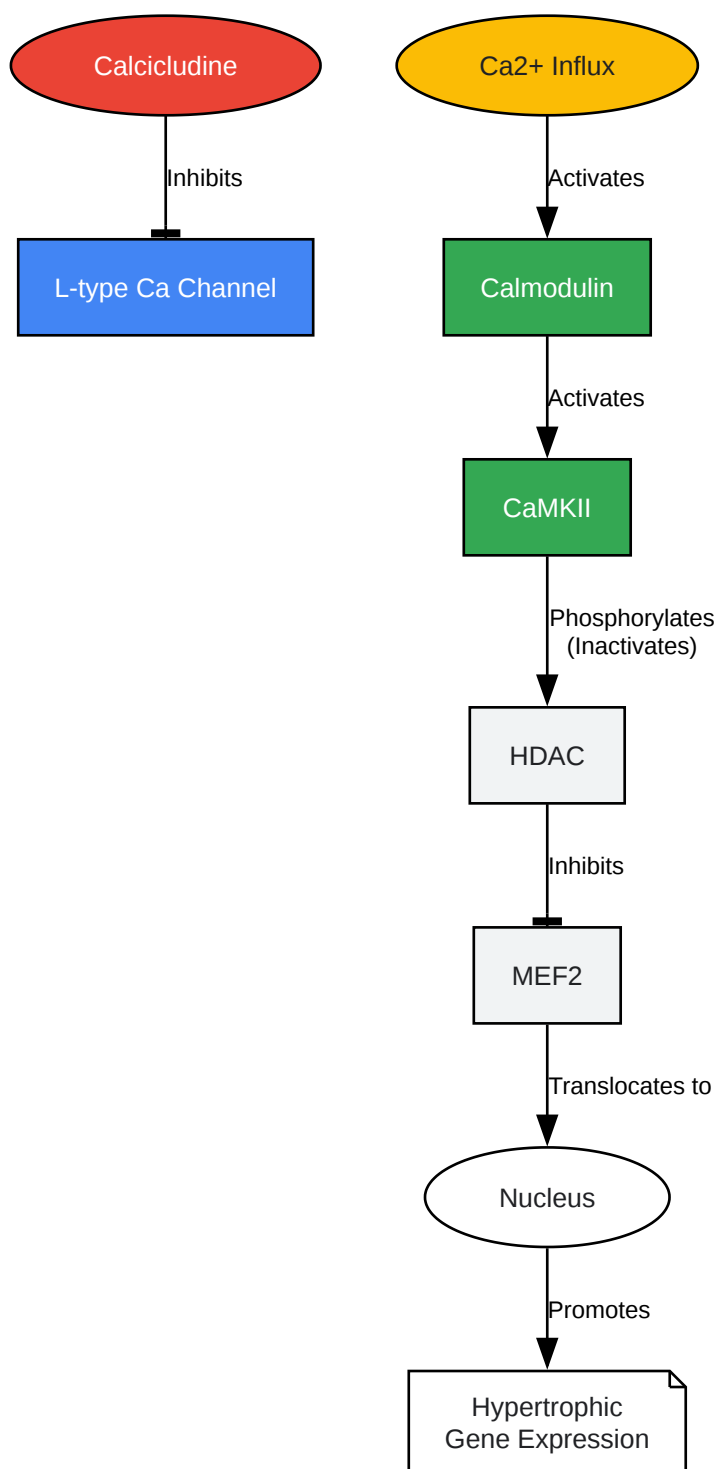 Calcicludine
Ca2+ Influx
Inhibits
Activates
L-type Ca Channel
Calmodulin
Activates
CaMKII
Phosphorylates
(Inactivates)
HDAC
Inhibits
MEF2
Translocates to
Nucleus
Promotes
Hypertrophic
Gene Expression